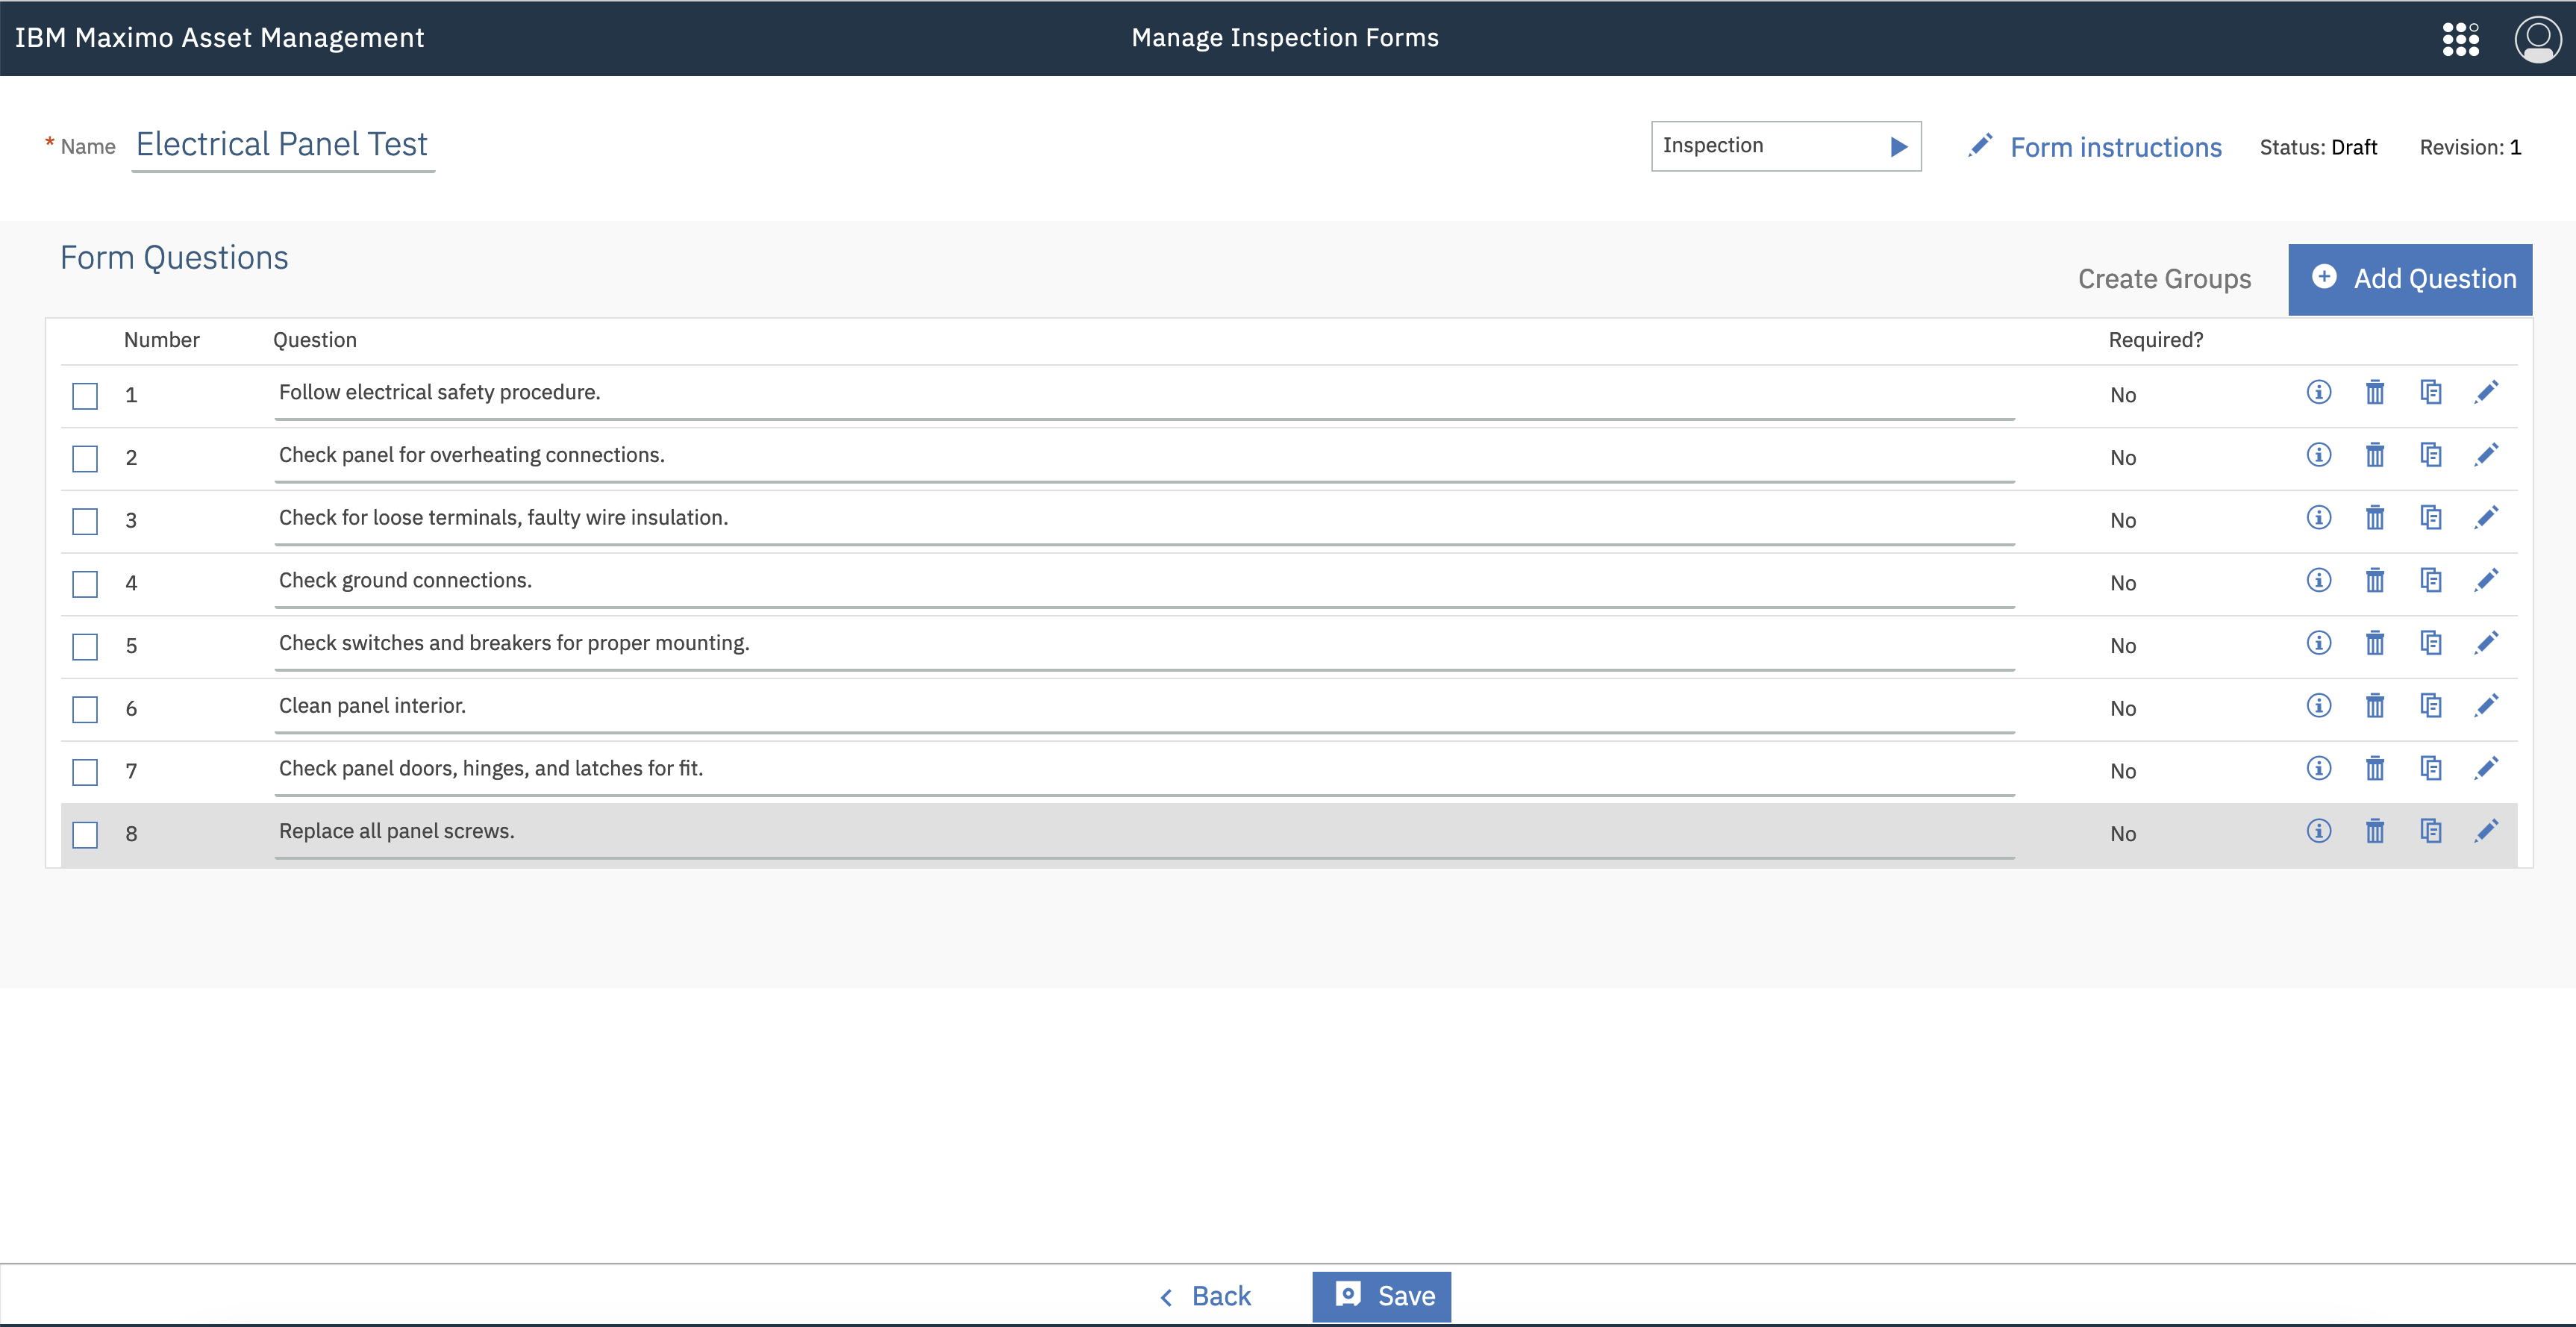 IBM Maximo Asset Management
Manage Inspection Forms
* Name Electrical Panel Test
Inspection
Form instructions
Status: Draft
Revision: 1
Form Questions
Create Groups
Add Question
Number Question Required?
1 Follow electrical safety procedure. No
2 Check panel for overheating connections. No
3 Check for loose terminals, faulty wire insulation. No
4 Check ground connections. No
5 Check switches and breakers for proper mounting. No
6 Clean panel interior. No
7 Check panel doors, hinges, and latches for fit. No
8 Replace all panel screws. No
Back
Save